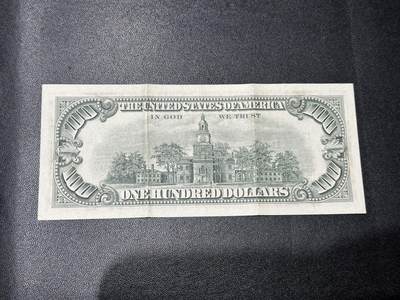 THE UNITED STATES OF AMERICA
100 100
IN GOD WE TRUST
100 100
ONE HUNDRED DOLLARS